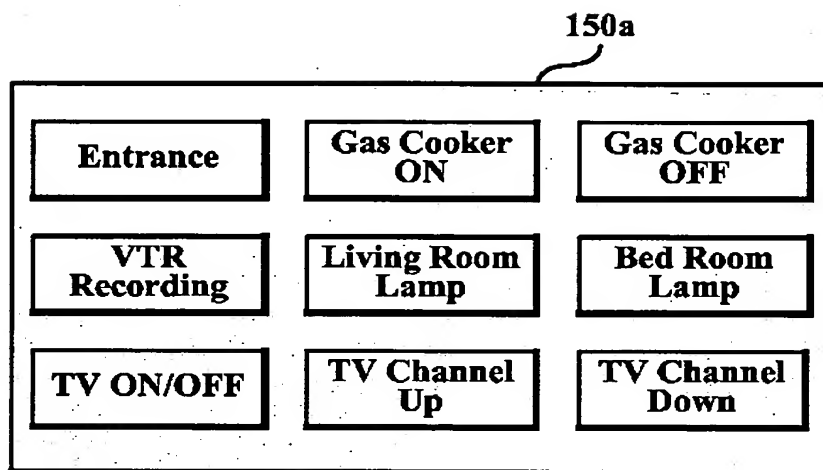 150a
Entrance
Gas Cooker
ON
Gas Cooker
OFF
VTR
Recording
Living Room
Lamp
Bed Room
Lamp
TV ON/OFF
TV Channel
Up
TV Channel
Down